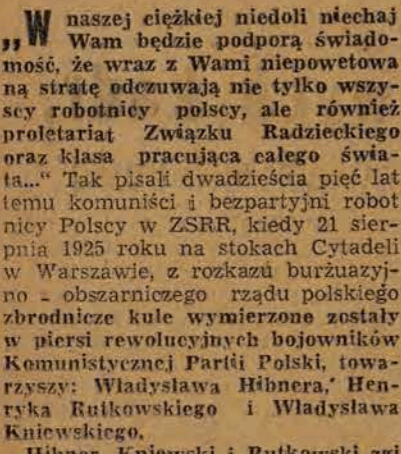 „W naszej ciężkiej niedoli niechaj
Wam będzie podporą świado-
mość, że wraz z Wami niepowetowa
ną stratę odczuwają nie tylko wszy-
scy robotnicy polscy, ale również
proletariat Związku Radzieckiego
oraz klasa pracująca całego świa-
ta...“ Tak pisali dwadzieścia pięć lat
temu komuniści i bezpartyjni robot
nicy Polscy w ZSRR, kiedy 21 sier-
pnia 1925 roku na stokach Cytadeli
w Warszawie, z rozkazu burżuazyj-
no - obszarniczego rządu polskiego
zbrodnicze kule wymierzone zostały
w piersi rewolucyjnych bojowników
Komunistycznej Partii Polski, towa-
rzyszy: Władysława Hibnera, Hen-
ryka Rutkowskiego i Władysława
Kniewskiego.
Hibner, Kniewski i Rutkowski